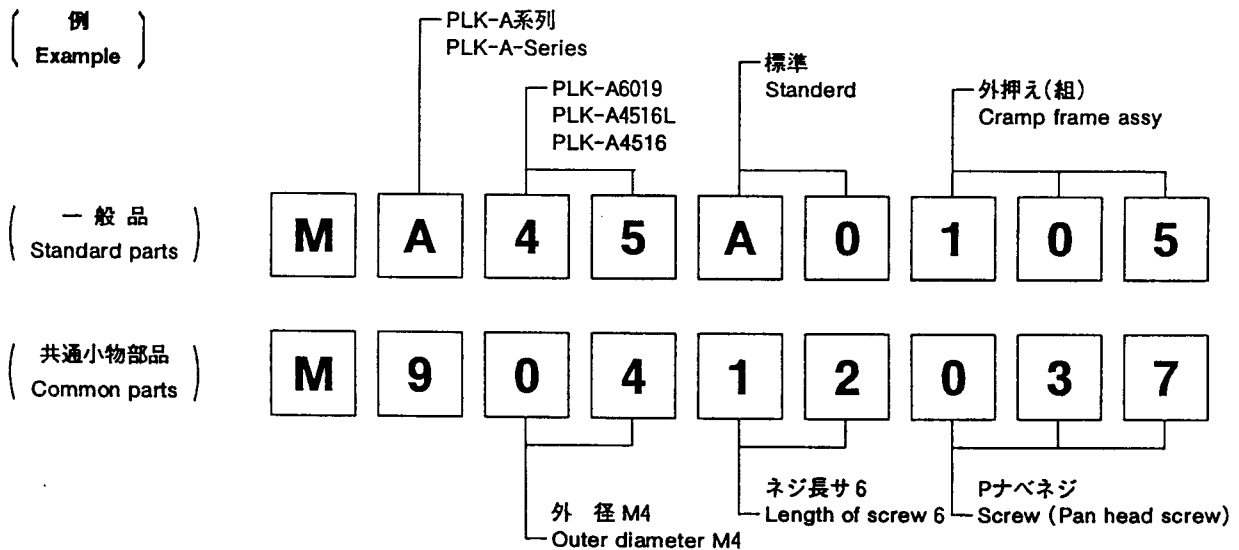 例
Example
PLK-A系列
PLK-A-Series
PLK-A6019
PLK-A4516L
PLK-A4516
標準
Standerd
外押え(組)
Cramp frame assy
一般品
Standard parts
M A 4 5 A 0 1 0 5
共通小物部品
Common parts
M 9 0 4 1 2 0 3 7
外 径 M4
Outer diameter M4
ネジ長サ 6
Length of screw 6
Pナベネジ
Screw (Pan head screw)